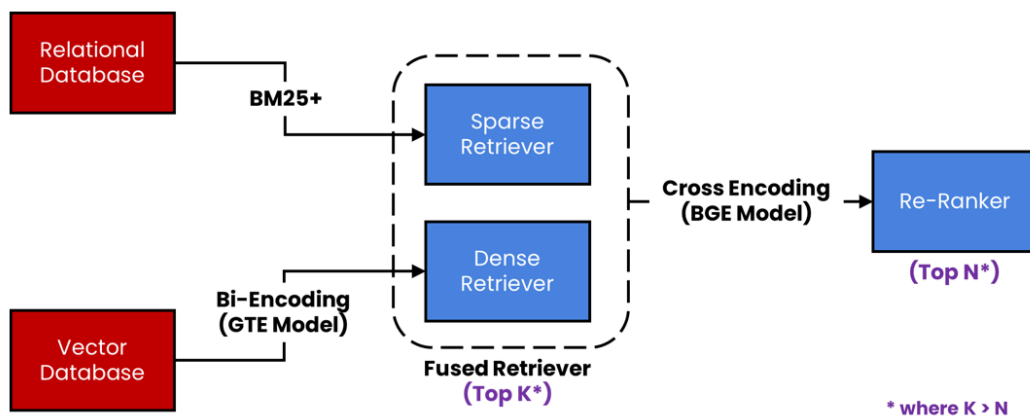 Relational
Database
BM25+
Sparse
Retriever
Cross Encoding
(BGE Model)
Re-Ranker
(Top N*)
Dense
Retriever
Bi-Encoding
(GTE Model)
Vector
Database
Fused Retriever
(Top K*)
* where K > N